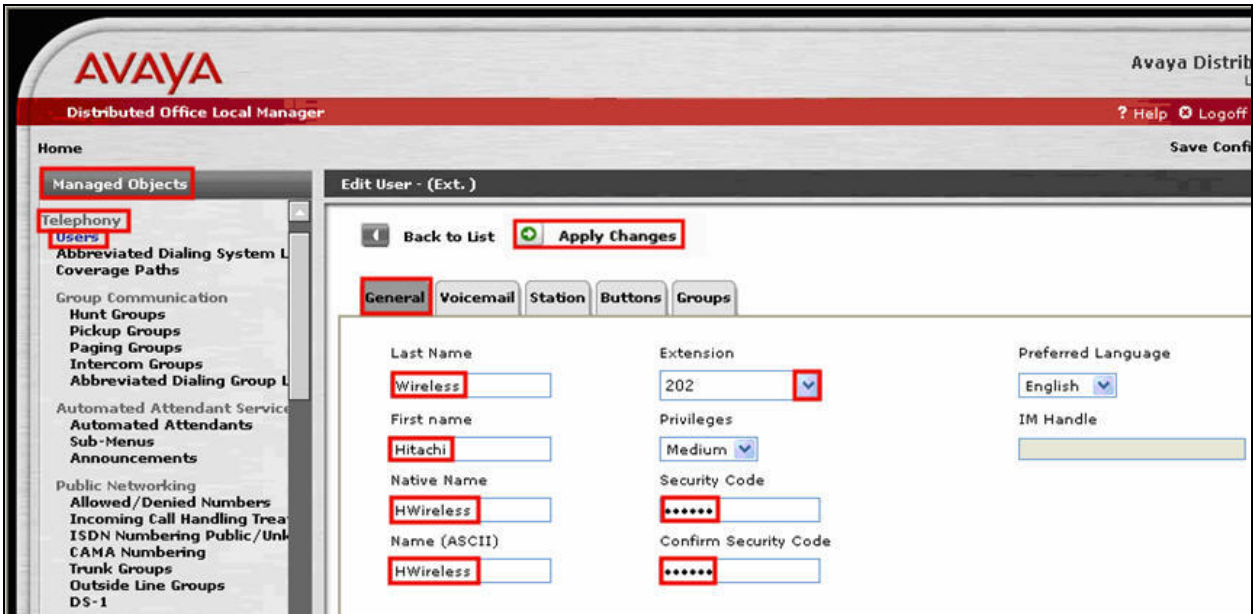 AVAYA
Avaya Distrib
L
Distributed Office Local Manager
? Help Logoff
Home
Save Confi
Managed Objects
Edit User - (Ext. )
Telephony
Users
Abbreviated Dialing System L
Coverage Paths
Group Communication
Hunt Groups
Pickup Groups
Paging Groups
Intercom Groups
Abbreviated Dialing Group L
Automated Attendant Service
Automated Attendants
Sub-Menus
Announcements
Public Networking
Allowed/Denied Numbers
Incoming Call Handling Trea
ISDN Numbering Public/Unk
CAMA Numbering
Trunk Groups
Outside Line Groups
DS-1
Back to List Apply Changes
General Voicemail Station Buttons Groups
Last Name
Wireless
First name
Hitachi
Native Name
HWireless
Name (ASCII)
HWireless
Extension
202
Privileges
Medium
Security Code
••••••
Confirm Security Code
••••••
Preferred Language
English
IM Handle